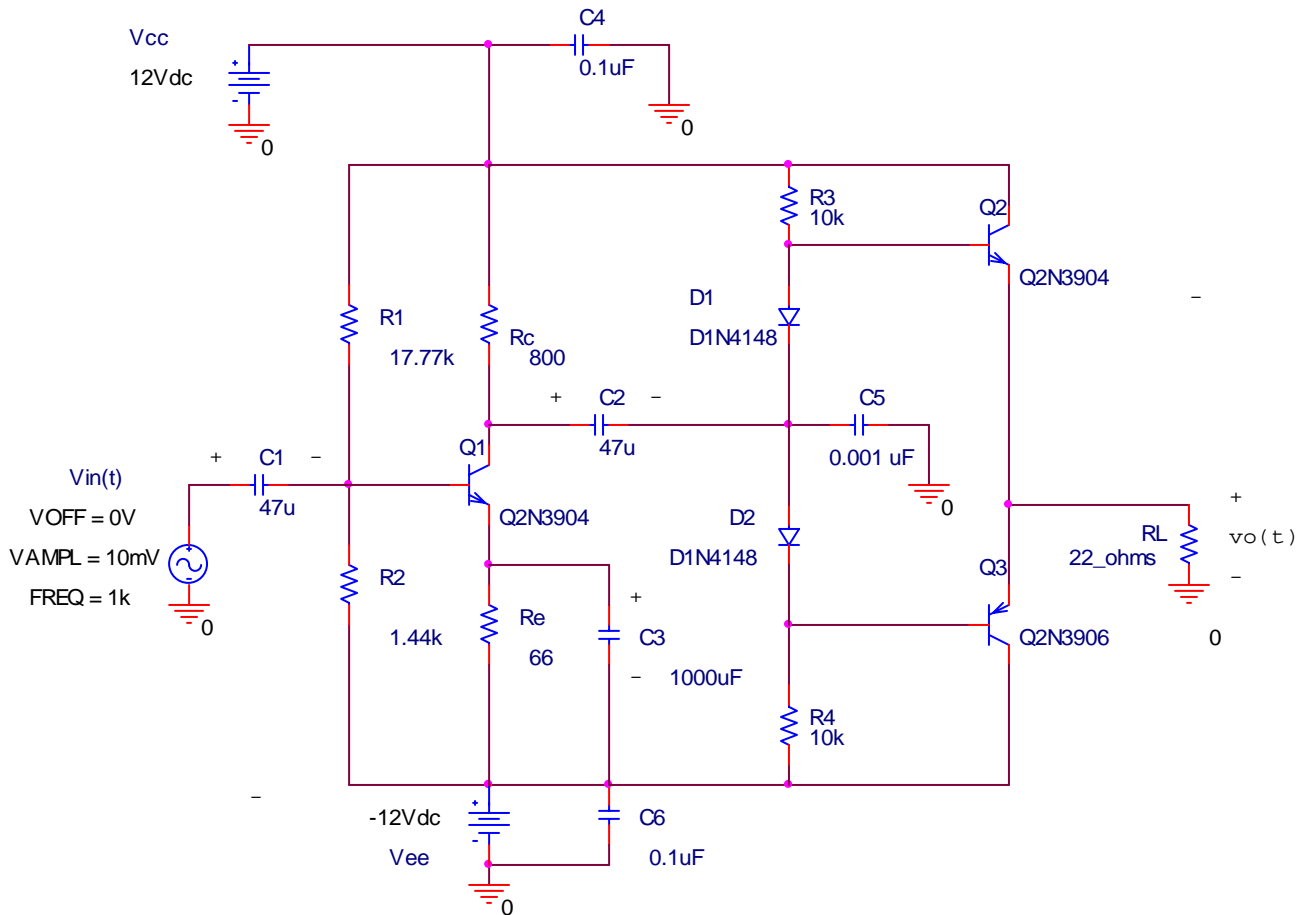 C4
Vcc
12Vdc
+
-
0.1uF
0
0
R3
10k
Q2
Q2N3904
-
D1
D1N4148
R1
17.77k
Rc
800
+ C2 -
47u
C5
0.001 uF
0
Q1
Q2N3904
+ C1 -
47u
Vin(t)
VOFF = 0V
VAMPL = 10mV
FREQ = 1k
+
-
0
D2
D1N4148
RL
22_ohms
+
vo(t)
-
0
Q3
Q2N3906
R2
1.44k
Re
66
+
C3
-
1000uF
R4
10k
-
-12Vdc
Vee
+
-
C6
0.1uF
0